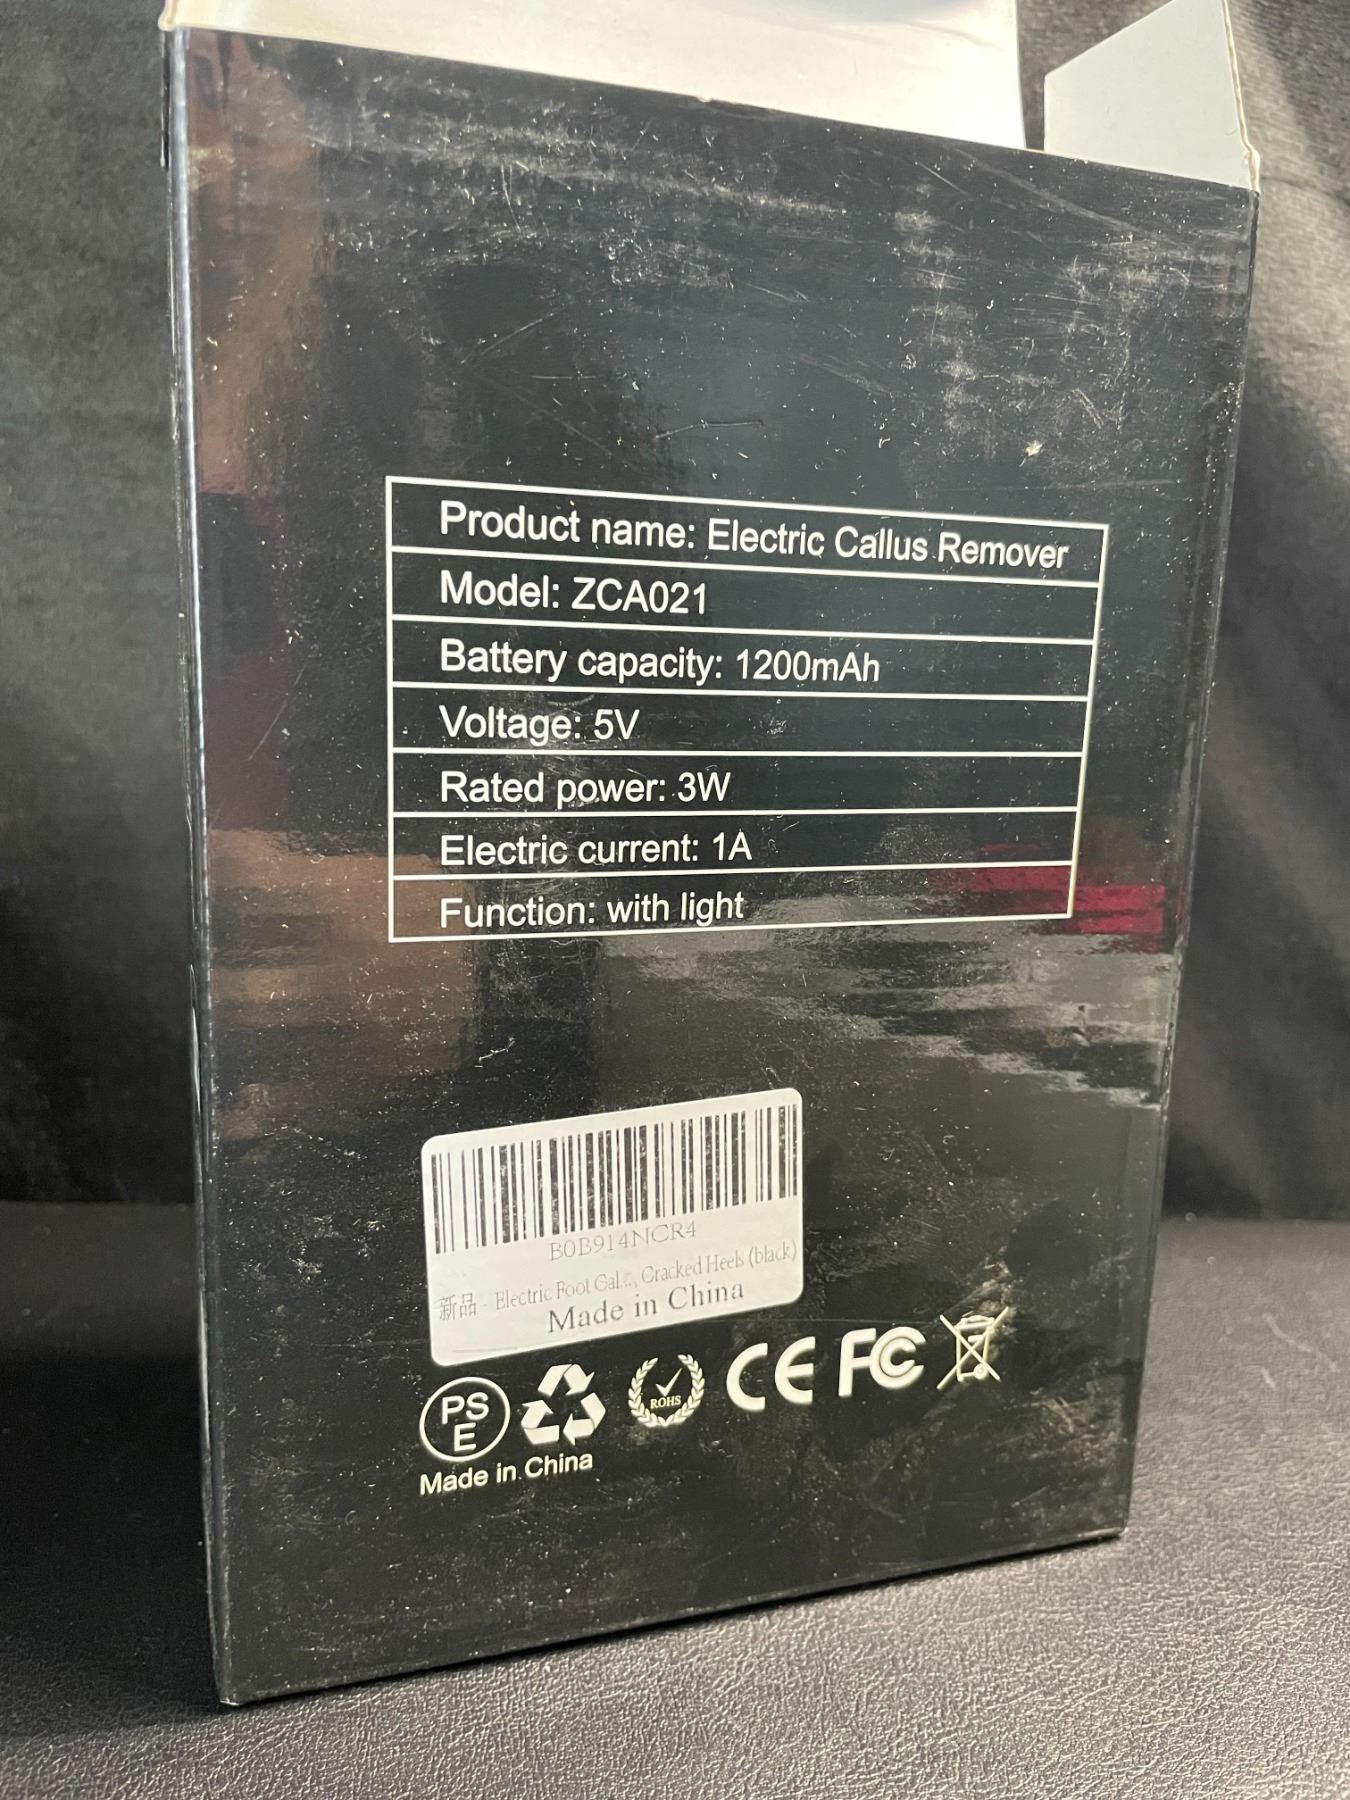 Product name: Electric Callus Remover
Model: ZCA021
Battery capacity: 1200mAh
Voltage: 5V
Rated power: 3W
Electric current: 1A
Function: with light
B0B914NCR4
新品 - Electric Foot Cal..., Cracked Heels (black)
Made in China
PS
E
ROHS
CE FC
Made in China